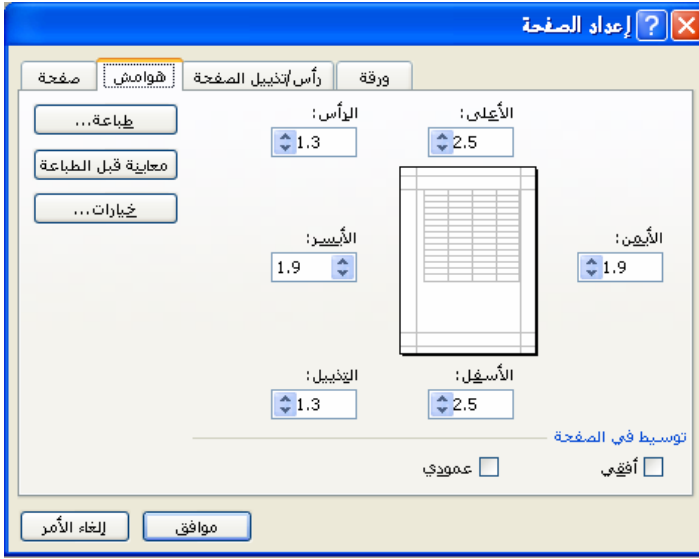 إعداد الصفحة ?
صفحة هوامش رأس/تذييل الصفحة ورقة
طباعة...
معاينة قبل الطباعة
خيارات...
الأعلى:
2.5
الرأس:
1.3
الأيمن:
1.9
الأيسر:
1.9
الأسفل:
2.5
التذييل:
1.3
توسيط في الصفحة
أفقي عمودي
موافق إلغاء الأمر